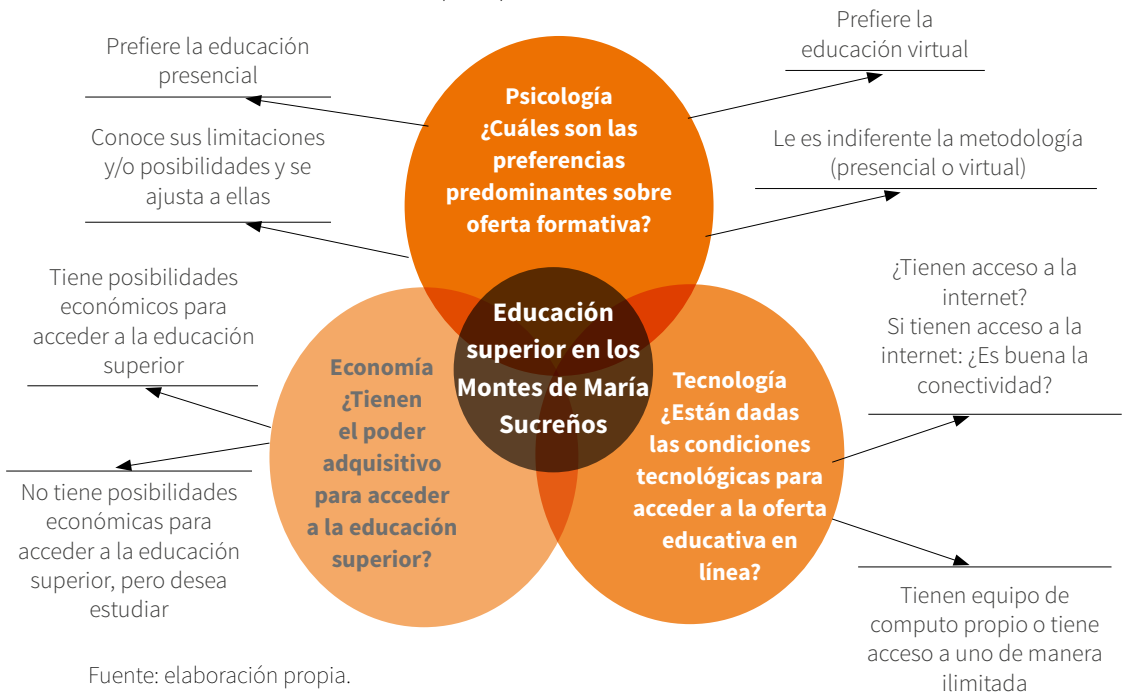 Prefiere la educación
presencial
Conoce sus limitaciones
y/o posibilidades y se
ajusta a ellas
Psicología
¿Cuáles son las
preferencias
predominantes sobre
oferta formativa?
Prefiere la
educación virtual
Le es indiferente la metodología
(presencial o virtual)
Tiene posibilidades
económicos para
acceder a la educación
superior
No tiene posibilidades
económicas para
acceder a la educación
superior, pero desea
estudiar
Economía
¿Tienen
el poder
adquisitivo
para acceder
a la educación
superior?
Educación
superior en los
Montes de María
Sucreños
Tecnología
¿Están dadas
las condiciones
tecnológicas para
acceder a la oferta
educativa en
línea?
¿Tienen acceso a la
internet?
Si tienen acceso a la
internet: ¿Es buena la
conectividad?
Tienen equipo de
computo propio o tiene
acceso a uno de manera
ilimitada
Fuente: elaboración propia.